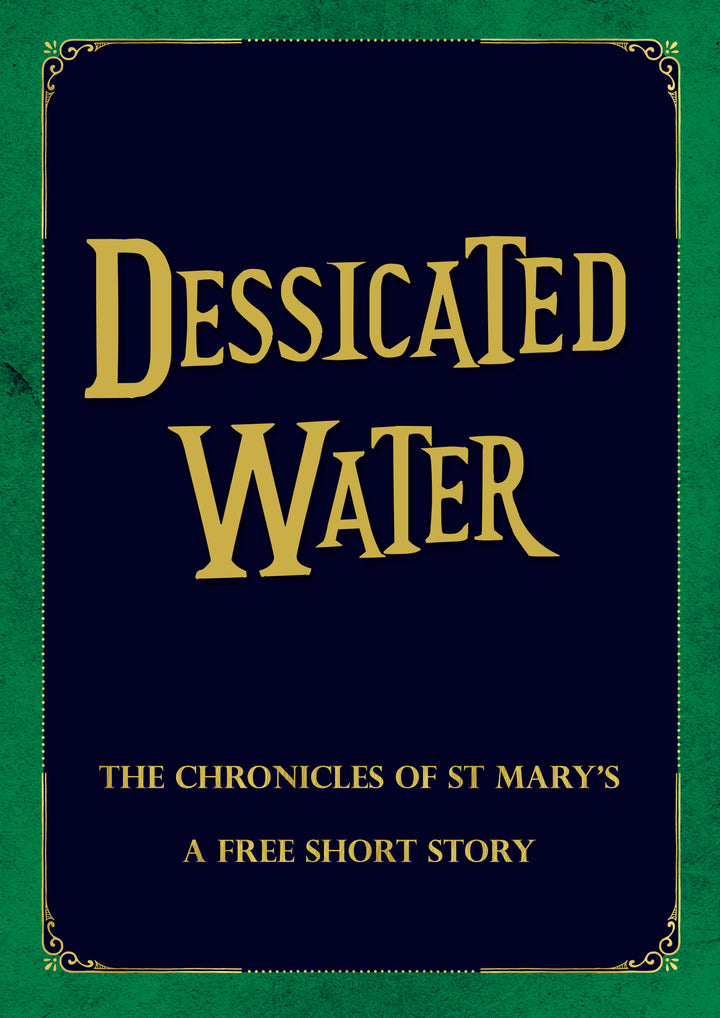 DESSICATED
WATER
THE CHRONICLES OF ST MARY'S
A FREE SHORT STORY